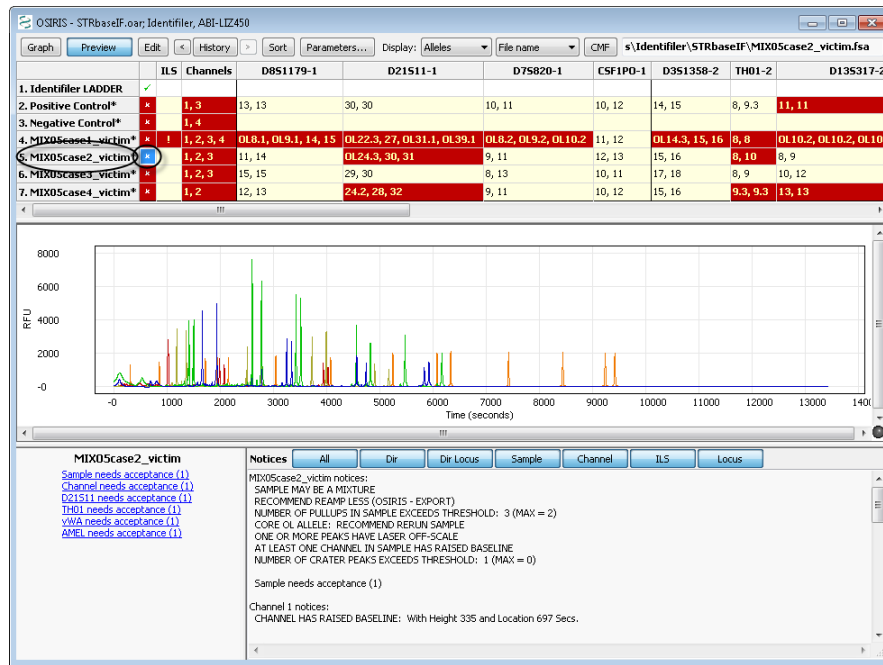 OSIRIS - STRbaseIF.oar; Identifiler, ABI-LIZ450
Graph Preview Edit < History > Sort Parameters... Display: Alleles File name CMF s\Identifiler\STRbaseIF\MIX05case2_victim.fsa
ILS Channels D8S1179-1 D21S11-1 D7S820-1 CSF1PO-1 D3S1358-2 TH01-2 D13S317-2
1. Identifiler LADDER ✓
2. Positive Control* 1, 3 13, 13 30, 30 10, 11 10, 12 14, 15 8, 9.3 11, 11
3. Negative Control* 1, 4
4. MIX05case1_victim* ! 1, 2, 3, 4 OL8.1, OL9.1, 14, 15 OL22.3, 27, OL31.1, OL39.1 OL8.2, OL9.2, OL10.2 11, 12 OL14.3, 15, 16 8, 8 OL10.2, OL10.2, OL10
5. MIX05case2_victim* 1, 2, 3 11, 14 OL24.3, 30, 31 9, 11 12, 13 15, 16 8, 10 8, 9
6. MIX05case3_victim* 1, 2, 3 15, 15 29, 30 8, 13 10, 11 17, 18 8, 9 10, 12
7. MIX05case4_victim* 1, 2 12, 13 24.2, 28, 32 9, 11 10, 12 15, 16 9.3, 9.3 13, 13
8000
6000
4000
2000
-0
RFU
-0 1000 2000 3000 4000 5000 6000 7000 8000 9000 10000 11000 12000 13000 1400
Time (seconds)
MIX05case2_victim
Sample needs acceptance (1)
Channel needs acceptance (1)
D21S11 needs acceptance (1)
TH01 needs acceptance (1)
vWA needs acceptance (1)
AMEL needs acceptance (1)
Notices All Dir Dir Locus Sample Channel ILS Locus
MIX05case2_victim notices:
SAMPLE MAY BE A MIXTURE
RECOMMEND REAMP LESS (OSIRIS - EXPORT)
NUMBER OF PULLUPS IN SAMPLE EXCEEDS THRESHOLD: 3 (MAX = 2)
CORE OL ALLELE: RECOMMEND RERUN SAMPLE
ONE OR MORE PEAKS HAVE LASER OFF-SCALE
AT LEAST ONE CHANNEL IN SAMPLE HAS RAISED BASELINE
NUMBER OF CRATER PEAKS EXCEEDS THRESHOLD: 1 (MAX = 0)
Sample needs acceptance (1)
Channel 1 notices:
CHANNEL HAS RAISED BASELINE: With Height 335 and Location 697 Secs.